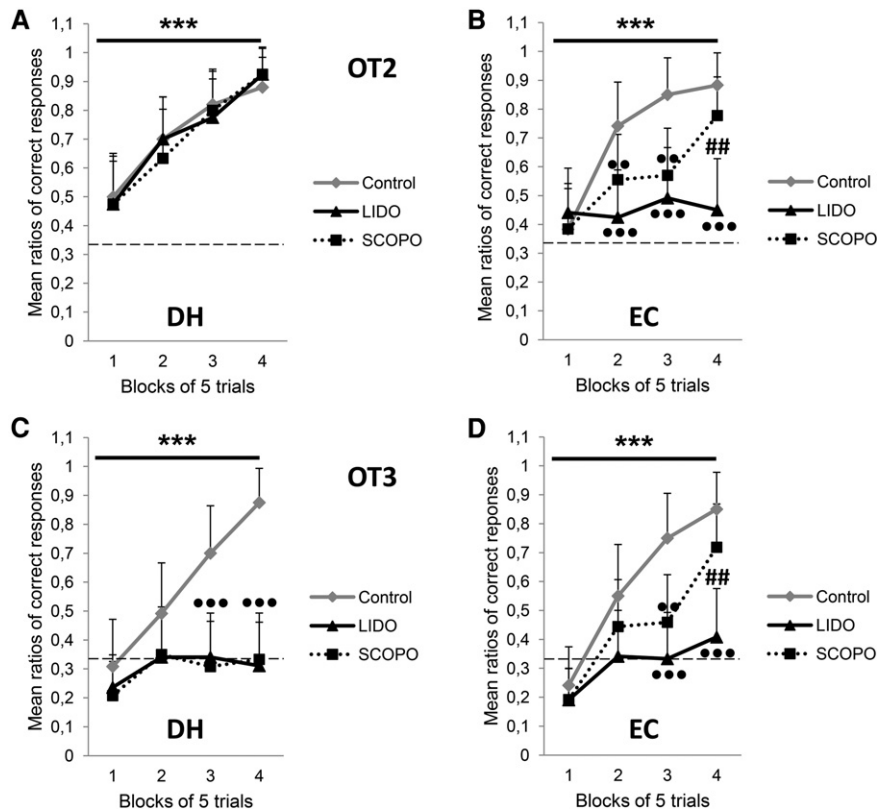 A
***
OT2
Mean ratios of correct responses
1,1
1
0,9
0,8
0,7
0,6
0,5
0,4
0,3
0,2
0,1
0
Control
LIDO
SCOPO
DH
1 2 3 4
Blocks of 5 trials
B
***
Mean ratios of correct responses
1,1
1
0,9
0,8
0,7
0,6
0,5
0,4
0,3
0,2
0,1
0
##
Control
LIDO
SCOPO
EC
1 2 3 4
Blocks of 5 trials
C
***
OT3
Mean ratios of correct reponses
1,1
1
0,9
0,8
0,7
0,6
0,5
0,4
0,3
0,2
0,1
0
Control
LIDO
SCOPO
DH
1 2 3 4
Blocks of 5 trials
D
***
Mean ratios of correct reponses
1,1
1
0,9
0,8
0,7
0,6
0,5
0,4
0,3
0,2
0,1
0
##
Control
LIDO
SCOPO
EC
1 2 3 4
Blocks of 5 trials